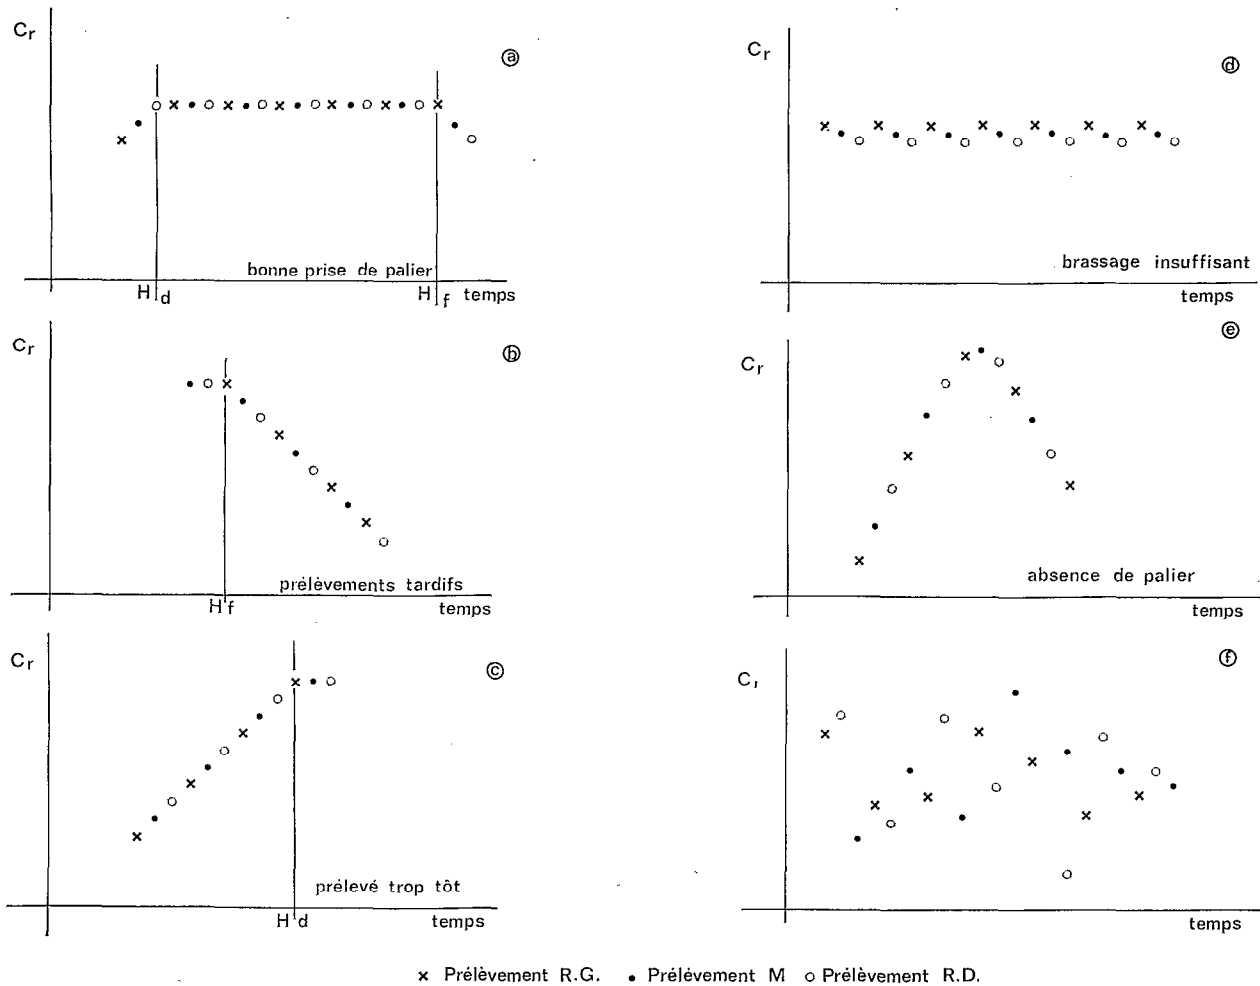 Cr
ⓐ
bonne prise de palier
Hd
Hf temps
Cr
ⓑ
prélèvements tardifs
Hf
temps
Cr
ⓒ
prélevé trop tôt
Hd
temps
Cr
ⓓ
brassage insuffisant
temps
Cr
ⓔ
absence de palier
temps
Cr
ⓕ
temps
× Prélèvement R.G. • Prélèvement M ○ Prélèvement R.D.